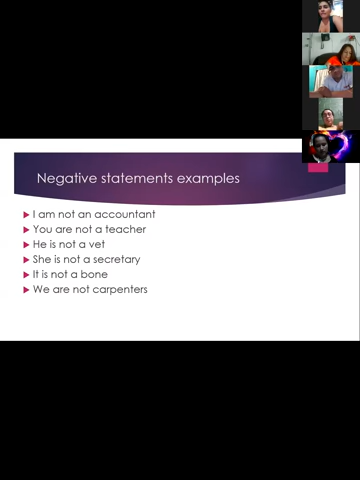 Negative statements examples
I am not an accountant
You are not a teacher
He is not a vet
She is not a secretary
It is not a bone
We are not carpenters